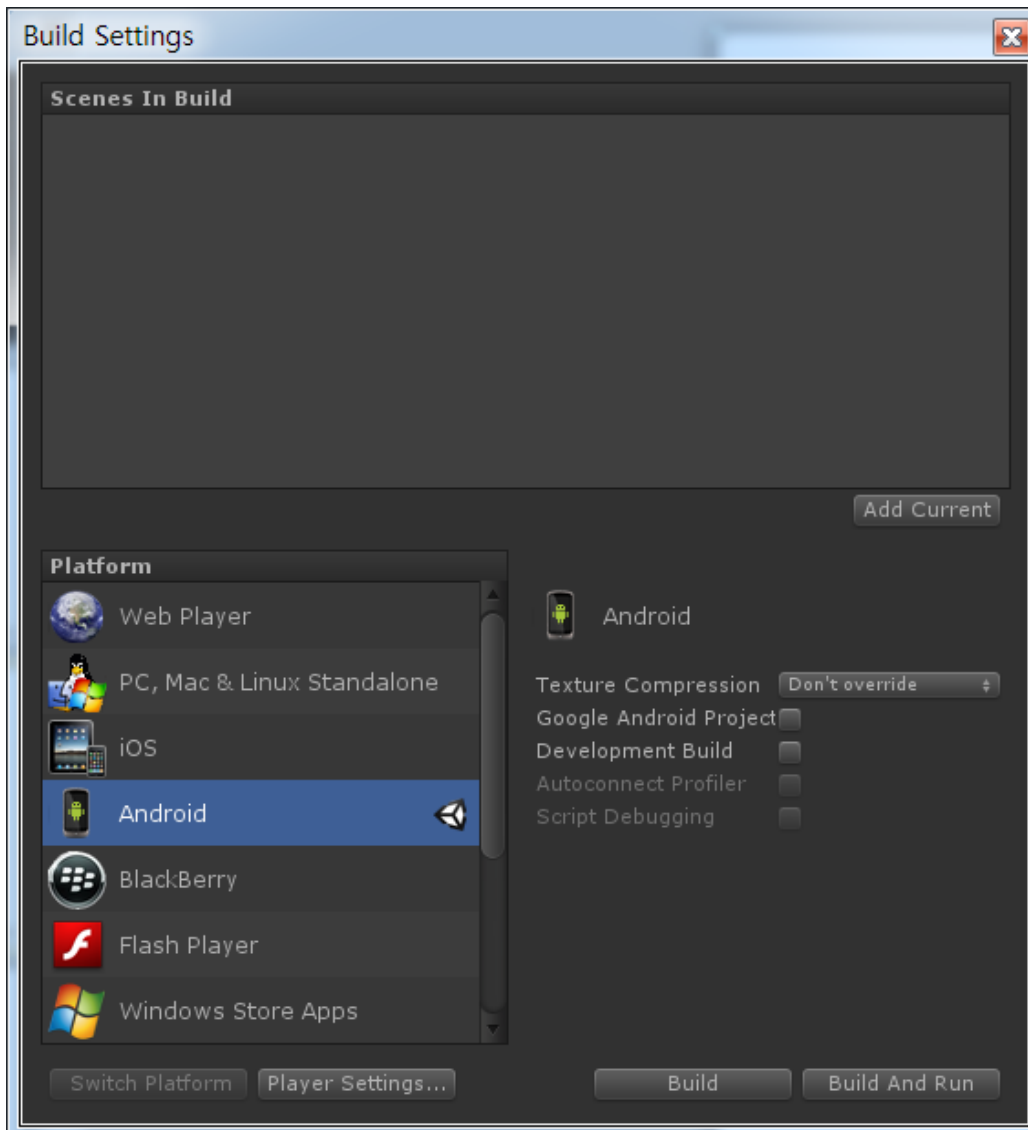 Build Settings
Scenes In Build
Add Current
Platform
Web Player
PC, Mac & Linux Standalone
iOS
Android
BlackBerry
Flash Player
Windows Store Apps
Android
Texture Compression Don't override
Google Android Project
Development Build
Autoconnect Profiler
Script Debugging
Switch Platform Player Settings... Build Build And Run